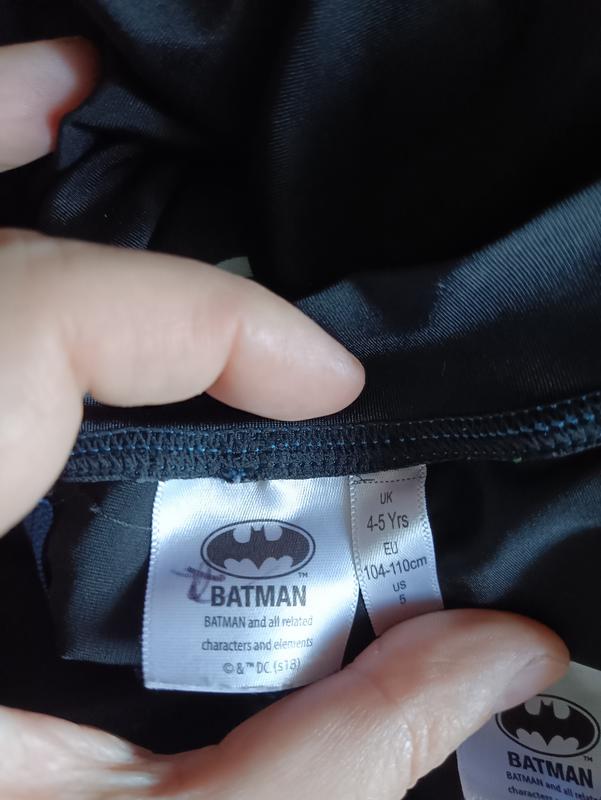 BATMAN
BATMAN and all related
characters and elements
©&™DC. (s18)
UK
4-5 Yrs
EU
104-110cm
US
5
™
BATMAN
BATMAN and all related